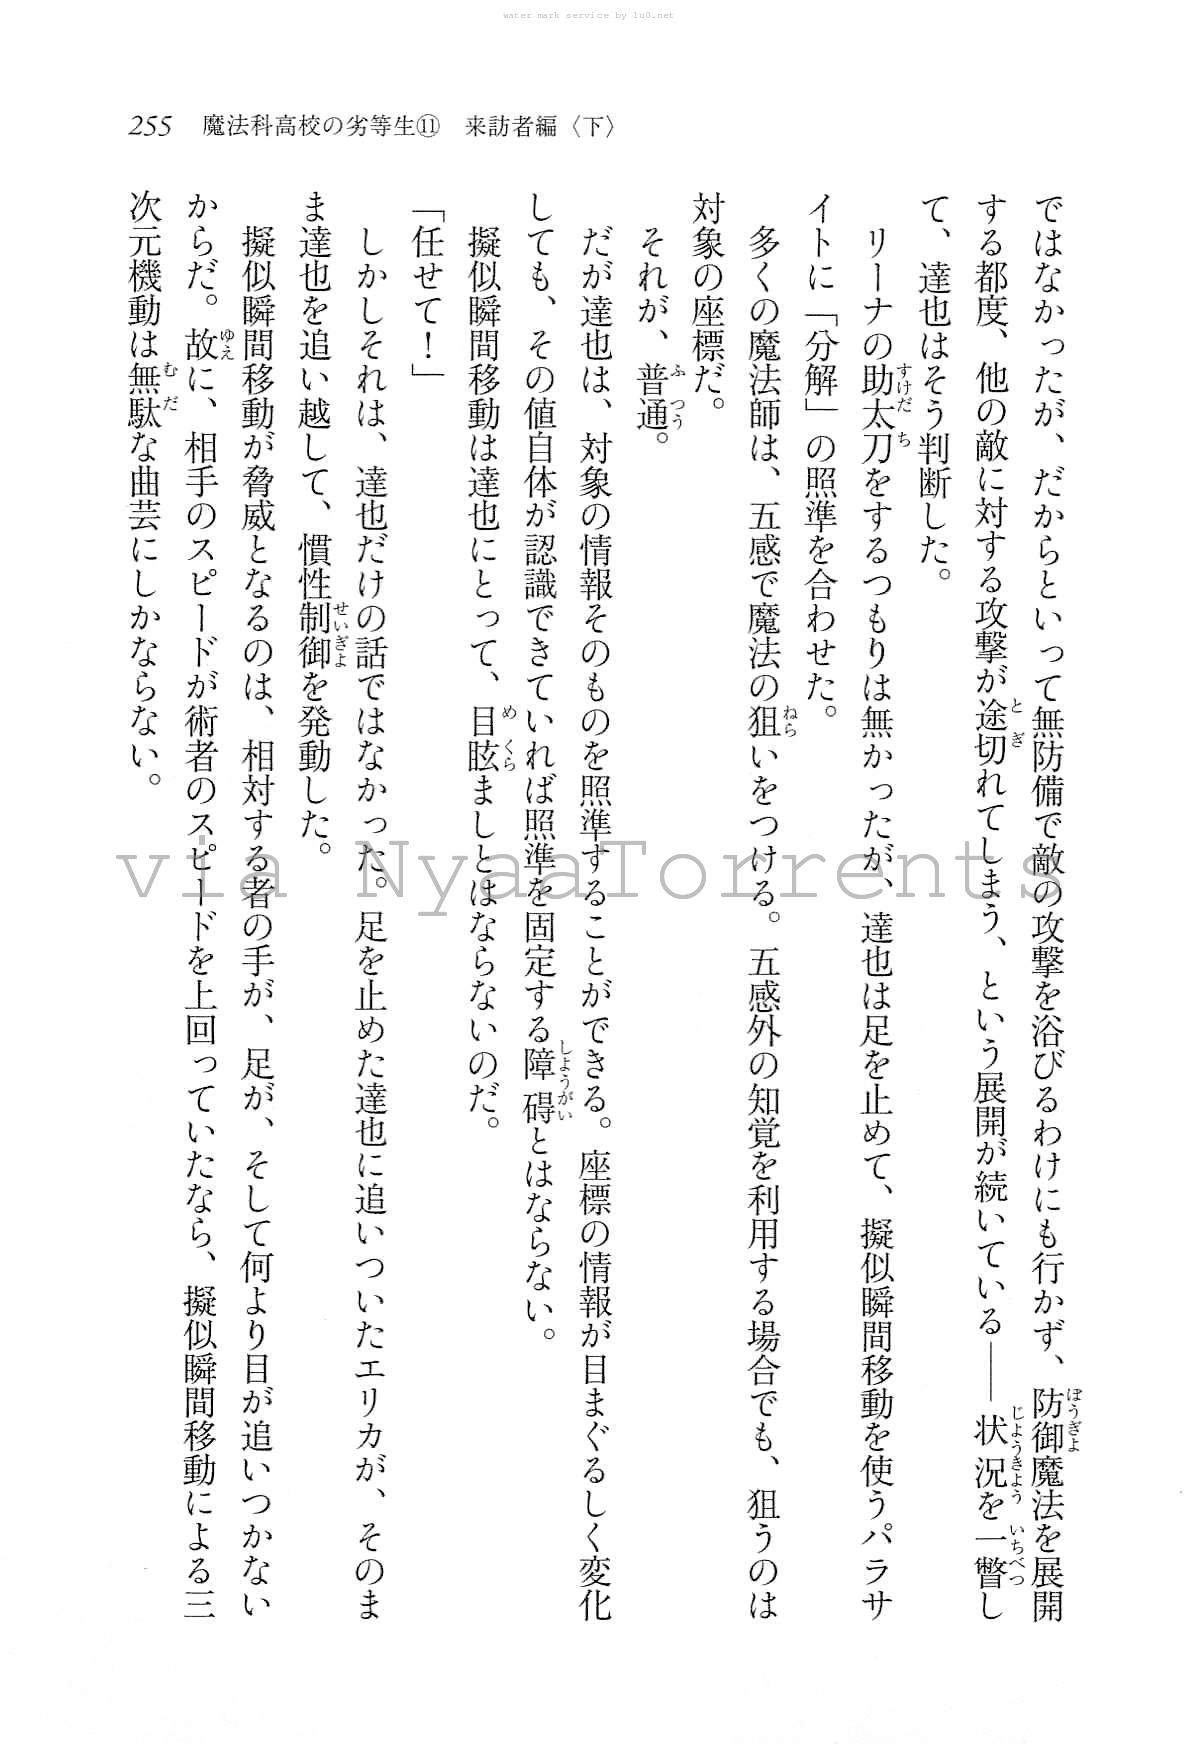 water mark service by lu0.net
255 魔法科高校の劣等生⑪ 来訪者編〈下〉
ではなかったが、だからといって無防備で敵の攻撃を浴びるわけにも行かず、防御魔法を展開
する都度、他の敵に対する攻撃が途切れてしまう、という展開が続いている――状況を一瞥し
て、達也はそう判断した。
リーナの助太刀をするつもりは無かったが、達也は足を止めて、擬似瞬間移動を使うパラサ
イトに「分解」の照準を合わせた。
多くの魔法師は、五感で魔法の狙いをつける。五感外の知覚を利用する場合でも、狙うのは
対象の座標だ。
それが、普通。
だが達也は、対象の情報そのものを照準することができる。座標の情報が目まぐるしく変化
しても、その値自体が認識できていれば照準を固定する障碍とはならない。
擬似瞬間移動は達也にとって、目眩ましとはならないのだ。
「任せて！」
しかしそれは、達也だけの話ではなかった。足を止めた達也に追いついたエリカが、そのま
ま達也を追い越して、慣性制御を発動した。
擬似瞬間移動が脅威となるのは、相対する者の手が、足が、そして何より目が追いつかない
からだ。故に、相手のスピードが術者のスピードを上回っていたなら、擬似瞬間移動による三
次元機動は無駄な曲芸にしかならない。
via NyaaTorrents